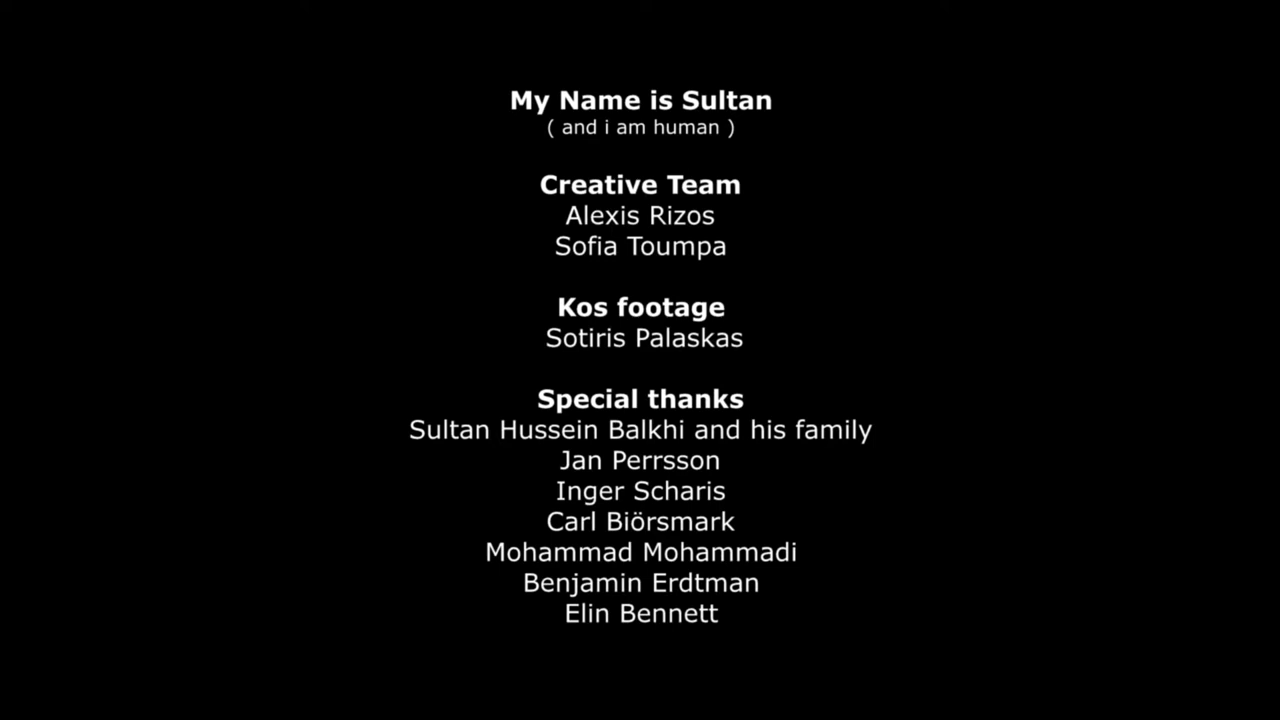 My Name is Sultan
( and i am human )
Creative Team
Alexis Rizos
Sofia Toumpa
Kos footage
Sotiris Palaskas
Special thanks
Sultan Hussein Balkhi and his family
Jan Perrsson
Inger Scharis
Carl Biörsmark
Mohammad Mohammadi
Benjamin Erdtman
Elin Bennett